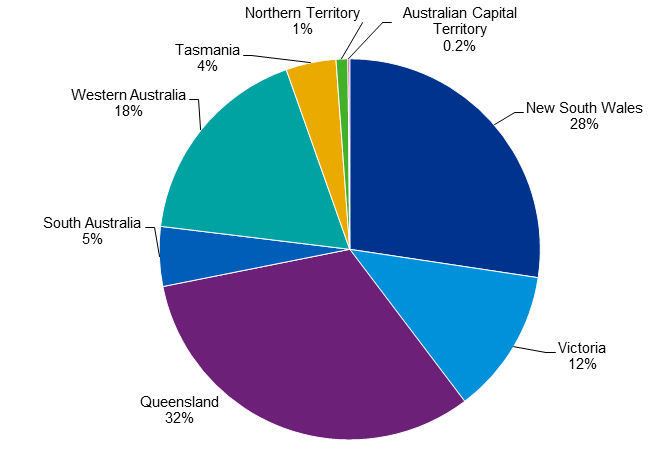 Northern Territory
1%
Australian Capital
Territory
0.2%
Tasmania
4%
Western Australia
18%
New South Wales
28%
South Australia
5%
Victoria
12%
Queensland
32%